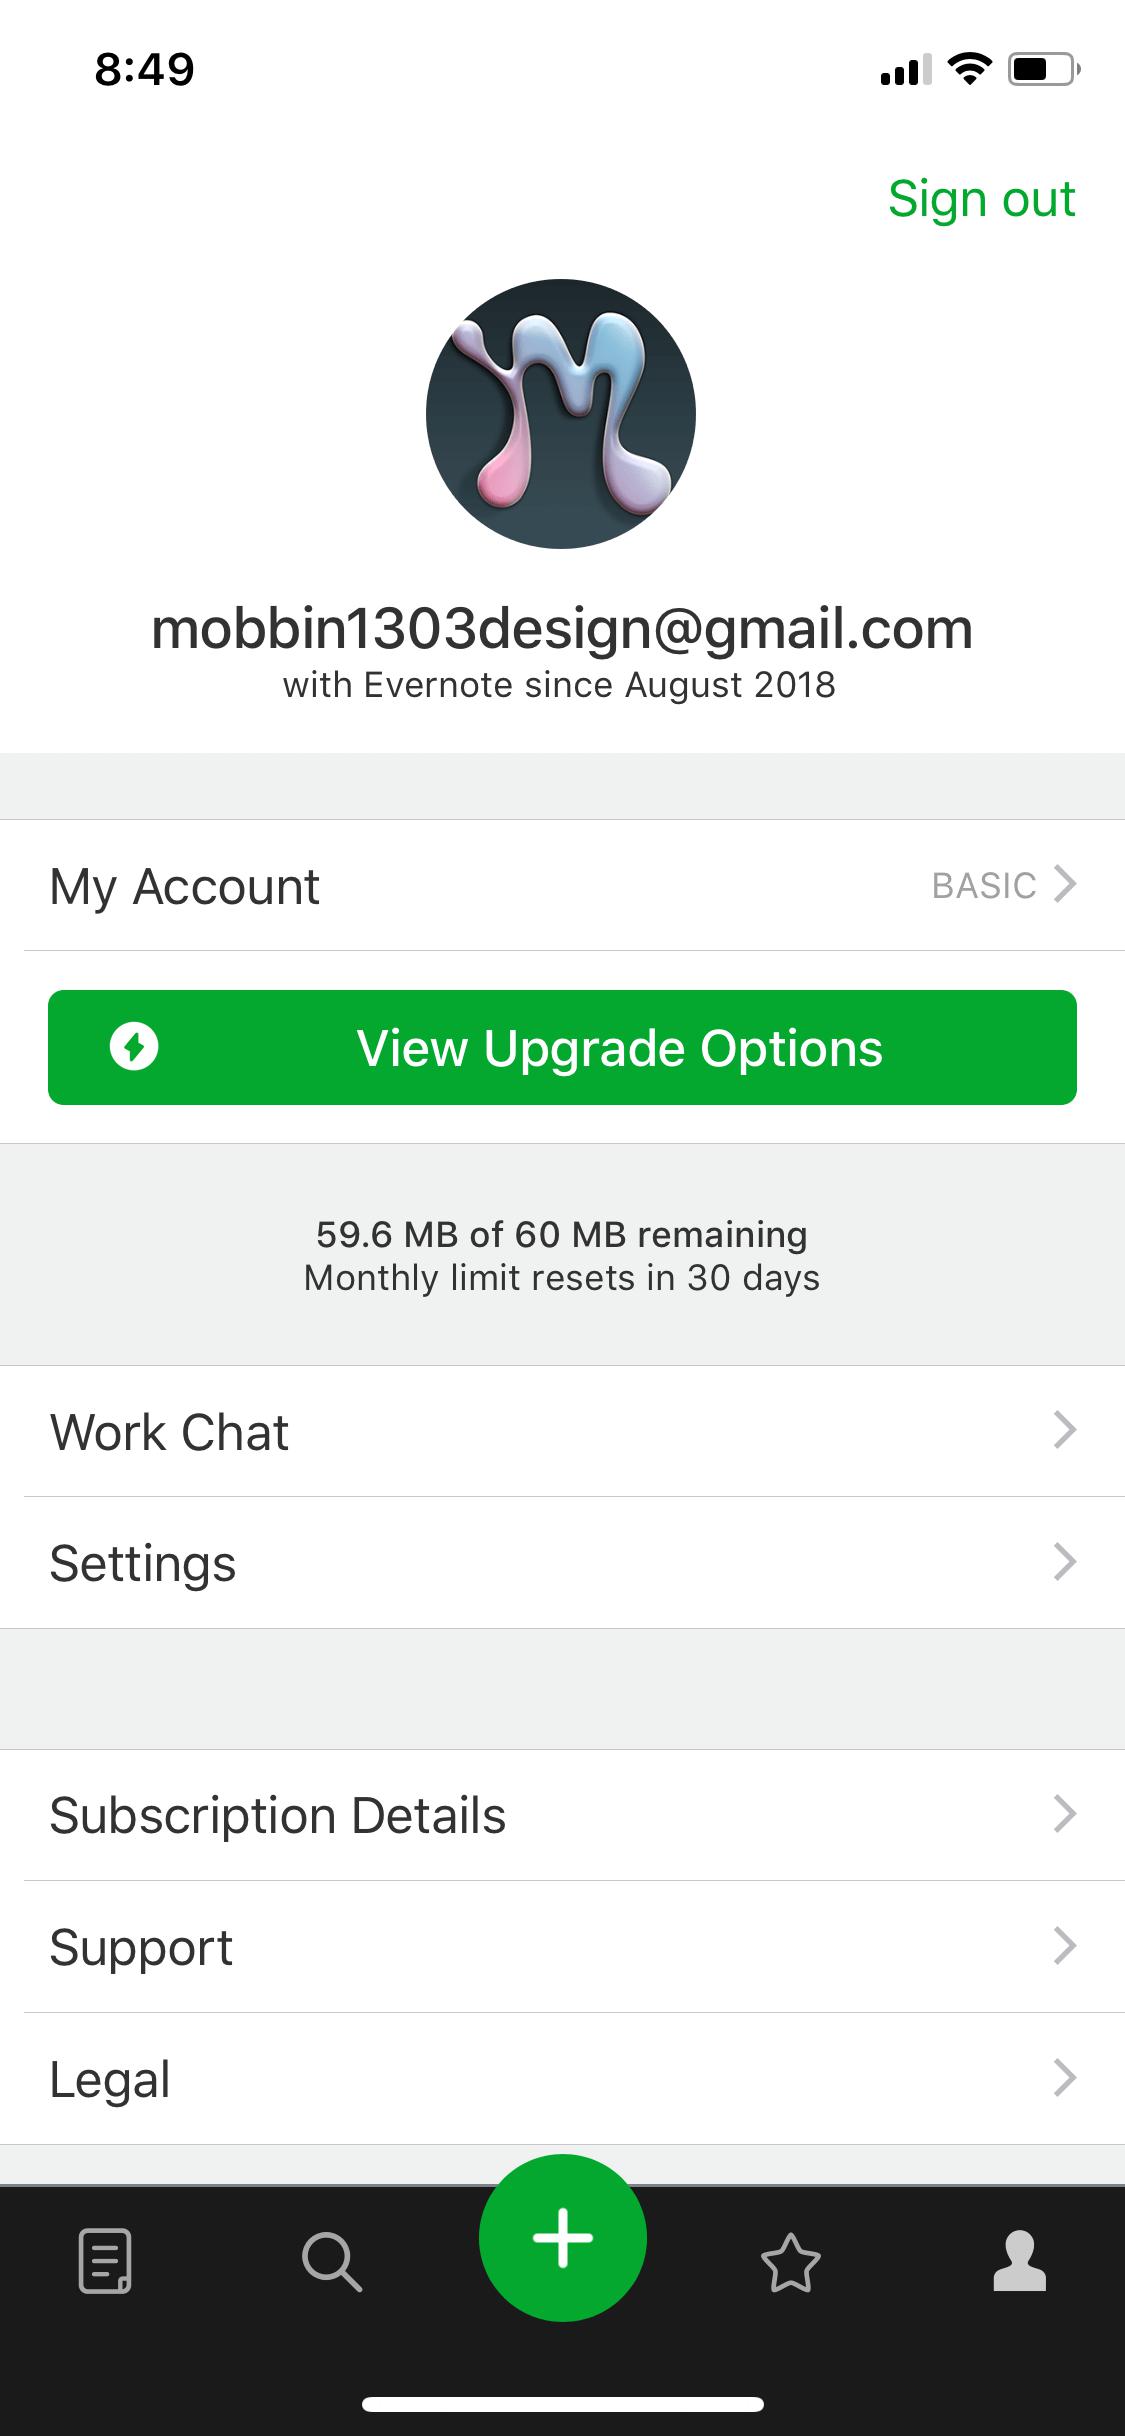 8:49
Sign out
mobbin1303design@gmail.com
with Evernote since August 2018
My Account BASIC
View Upgrade Options
59.6 MB of 60 MB remaining
Monthly limit resets in 30 days
Work Chat
Settings
Subscription Details
Support
Legal